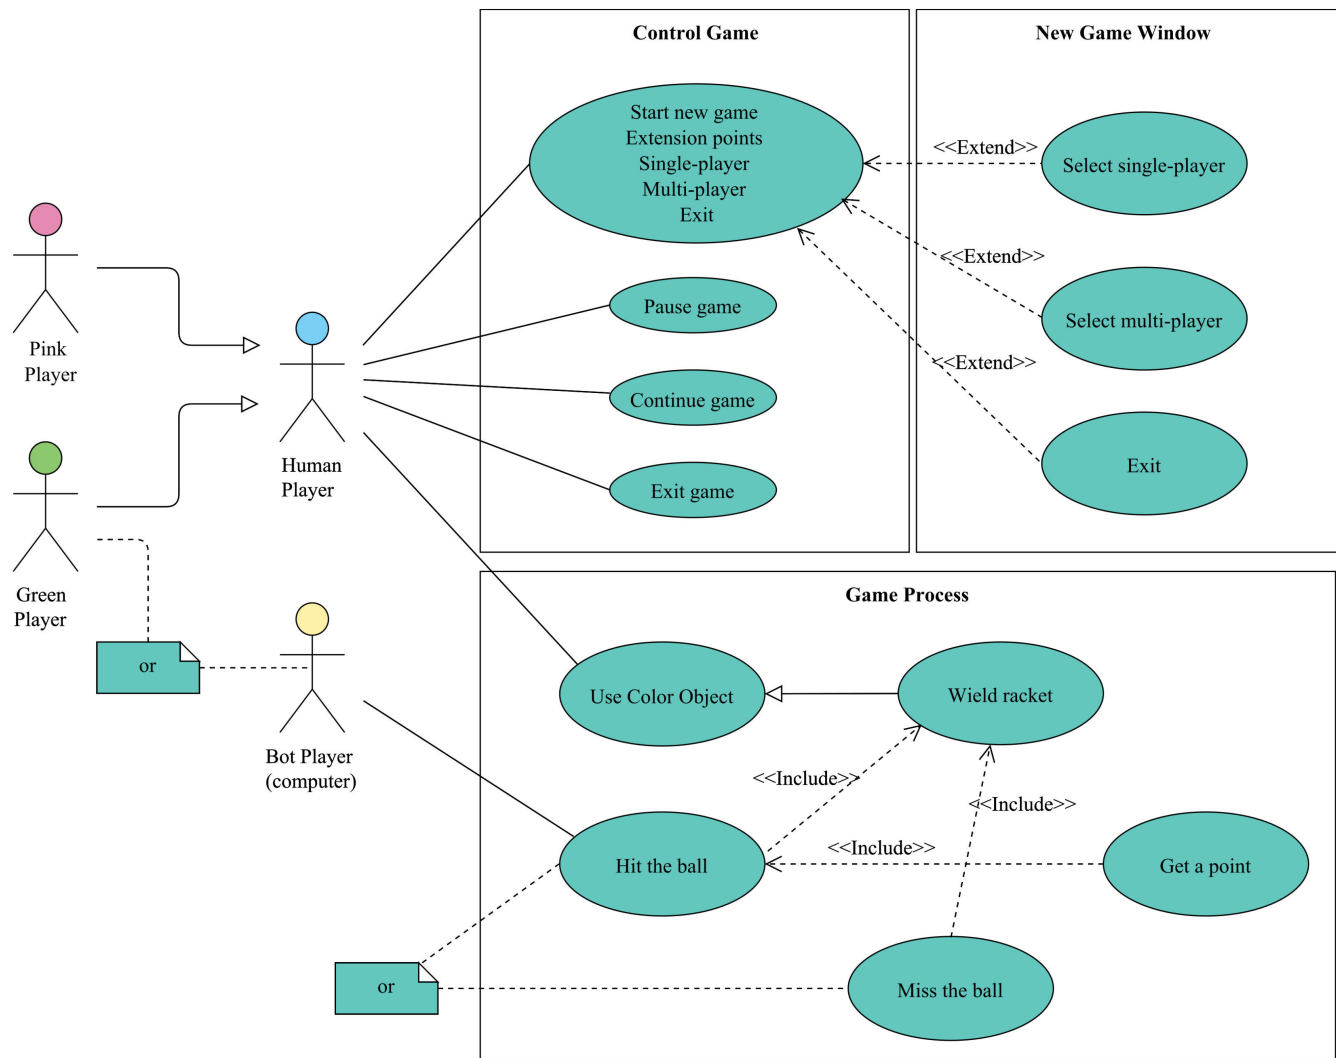 Control Game
New Game Window
Start new game
Extension points
Single-player
Multi-player
Exit
<<Extend>>
Select single-player
<<Extend>>
Select multi-player
<<Extend>>
Exit
Pause game
Continue game
Exit game
Pink
Player
Human
Player
Green
Player
or
Bot Player
(computer)
Game Process
Use Color Object
Wield racket
<<Include>>
<<Include>>
<<Include>>
Hit the ball
Get a point
or
Miss the ball